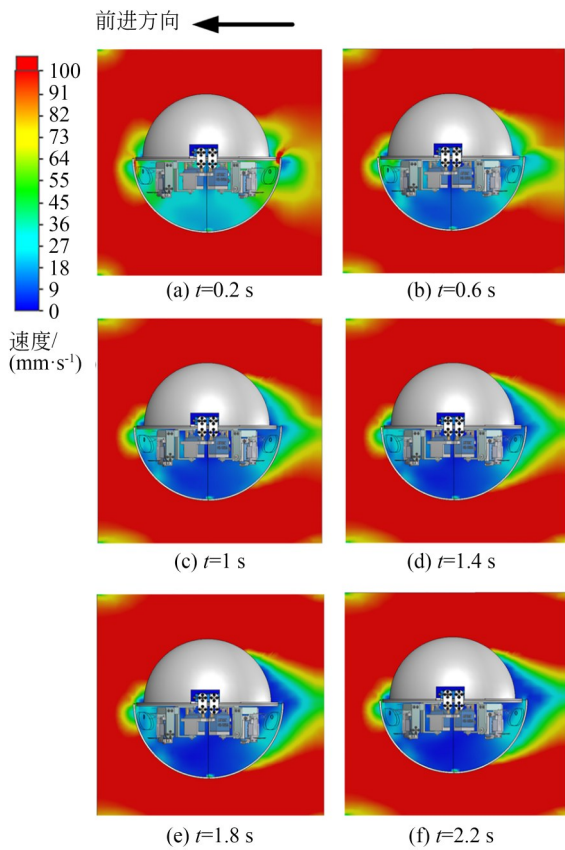 前进方向
100
91
82
73
64
55
45
36
27
18
9
0
速度/
(mm·s⁻¹)
(a) t=0.2 s
(b) t=0.6 s
(c) t=1 s
(d) t=1.4 s
(e) t=1.8 s
(f) t=2.2 s